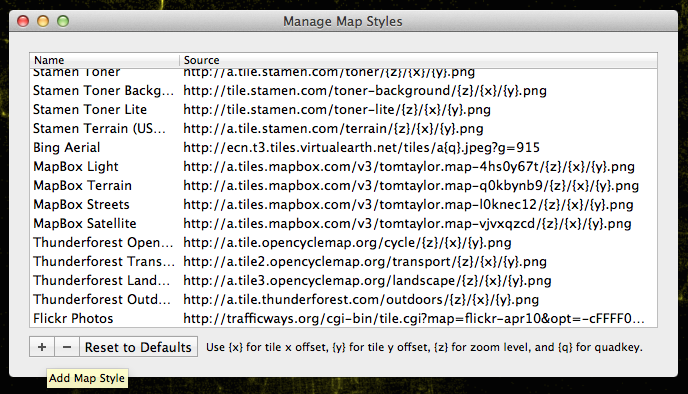 Manage Map Styles
Name Source
Stamen Toner http://a.tile.stamen.com/toner/{z}/{x}/{y}.png
Stamen Toner Backg... http://tile.stamen.com/toner-background/{z}/{x}/{y}.png
Stamen Toner Lite http://tile.stamen.com/toner-lite/{z}/{x}/{y}.png
Stamen Terrain (US... http://a.tile.stamen.com/terrain/{z}/{x}/{y}.png
Bing Aerial http://ecn.t3.tiles.virtualearth.net/tiles/a{q}.jpeg?g=915
MapBox Light http://a.tiles.mapbox.com/v3/tomtaylor.map-4hs0y67t/{z}/{x}/{y}.png
MapBox Terrain http://a.tiles.mapbox.com/v3/tomtaylor.map-q0kbynb9/{z}/{x}/{y}.png
MapBox Streets http://a.tiles.mapbox.com/v3/tomtaylor.map-l0knec12/{z}/{x}/{y}.png
MapBox Satellite http://a.tiles.mapbox.com/v3/tomtaylor.map-vjvxqzcd/{z}/{x}/{y}.png
Thunderforest Open... http://a.tile.opencyclemap.org/cycle/{z}/{x}/{y}.png
Thunderforest Trans... http://a.tile2.opencyclemap.org/transport/{z}/{x}/{y}.png
Thunderforest Land... http://a.tile3.opencyclemap.org/landscape/{z}/{x}/{y}.png
Thunderforest Outd... http://a.tile.thunderforest.com/outdoors/{z}/{x}/{y}.png
Flickr Photos http://trafficways.org/cgi-bin/tile.cgi?map=flickr-apr10&opt=-cFFFF0...
+ − Reset to Defaults Use {x} for tile x offset, {y} for tile y offset, {z} for zoom level, and {q} for quadkey.
Add Map Style